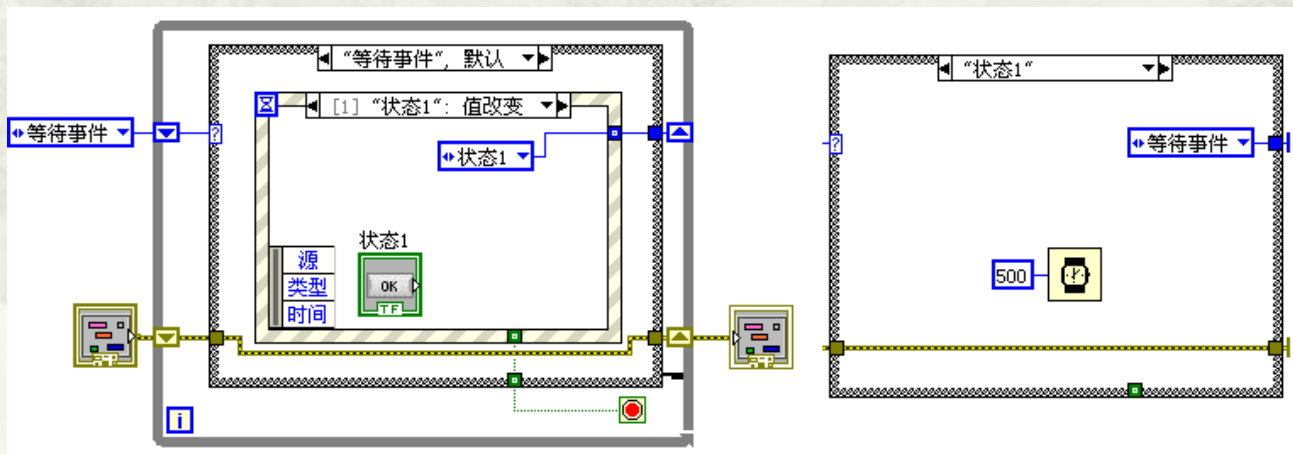 "等待事件", 默认
[1] "状态1": 值改变
等待事件
?
状态1
状态1
源
类型
时间
OK
TF
i
"状态1"
?
等待事件
500